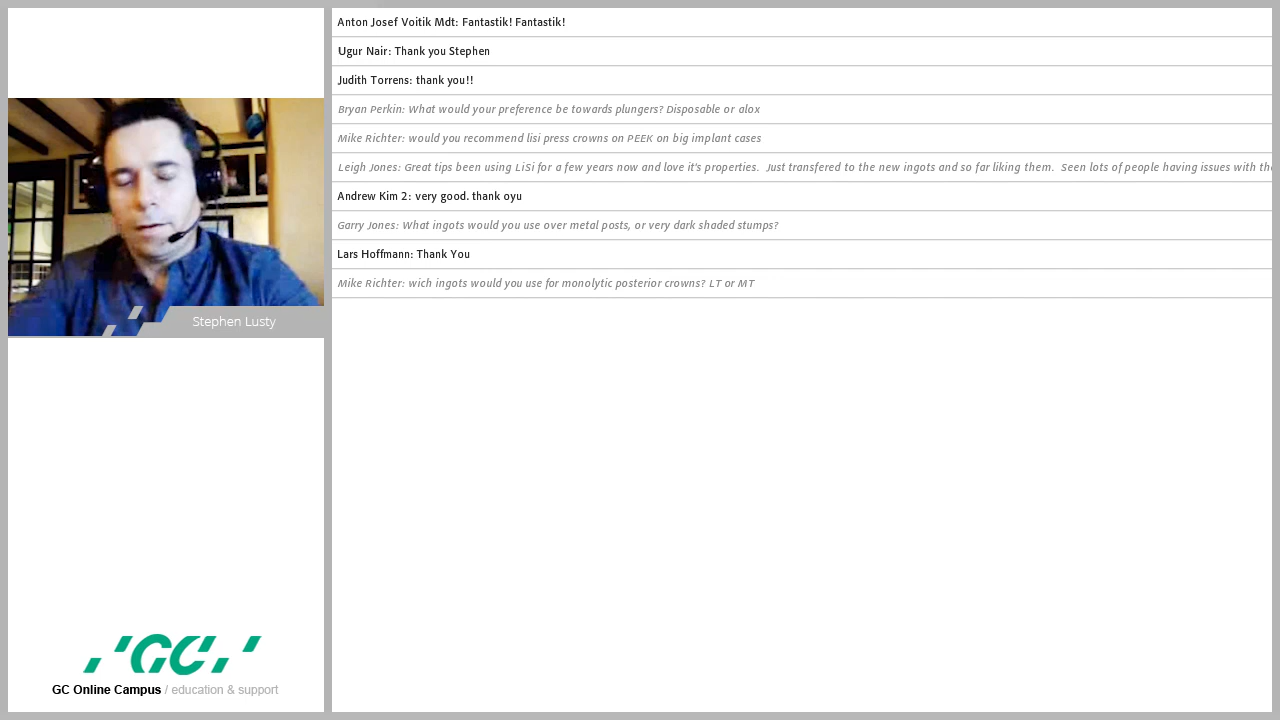 Anton Josef Voitik Mdt: Fantastik! Fantastik!
Ugur Nair: Thank you Stephen
Judith Torrens: thank you!!
Bryan Perkin: What would your preference be towards plungers? Disposable or alox
Mike Richter: would you recommend lisi press crowns on PEEK on big implant cases
Leigh Jones: Great tips been using LiSi for a few years now and love it's properties.  Just transfered to the new ingots and so far liking them.  Seen lots of people having issues with
Andrew Kim 2: very good. thank oyu
Garry Jones: What ingots would you use over metal posts, or very dark shaded stumps?
Lars Hoffmann: Thank You
Mike Richter: wich ingots would you use for monolytic posterior crowns? LT or MT
Stephen Lusty
GC
GC Online Campus / education & support